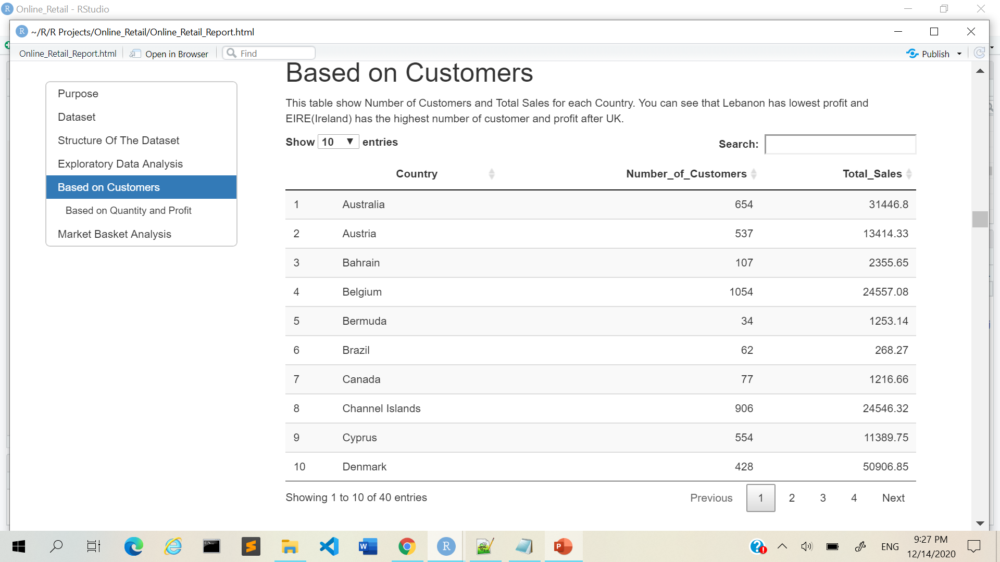 Online_Retail - RStudio
~/R/R Projects/Online_Retail/Online_Retail_Report.html
Online_Retail_Report.html Open in Browser Find Publish
Purpose
Dataset
Structure Of The Dataset
Exploratory Data Analysis
Based on Customers
Based on Quantity and Profit
Market Basket Analysis
Based on Customers
This table show Number of Customers and Total Sales for each Country. You can see that Lebanon has lowest profit and
EIRE(Ireland) has the highest number of customer and profit after UK.
Show 10 entries Search:
Country Number_of_Customers Total_Sales
1 Australia 654 31446.8
2 Austria 537 13414.33
3 Bahrain 107 2355.65
4 Belgium 1054 24557.08
5 Bermuda 34 1253.14
6 Brazil 62 268.27
7 Canada 77 1216.66
8 Channel Islands 906 24546.32
9 Cyprus 554 11389.75
10 Denmark 428 50906.85
Showing 1 to 10 of 40 entries Previous 1 2 3 4 Next
ENG 9:27 PM
12/14/2020